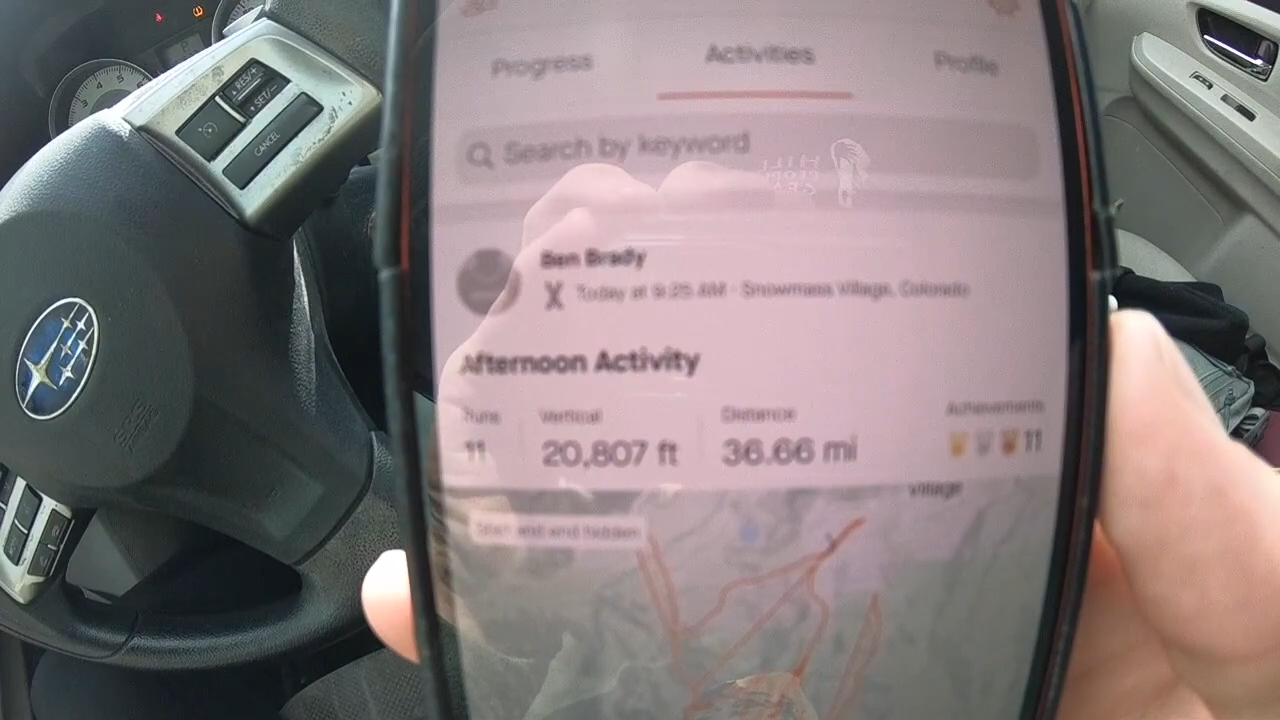 Progress
Activities
Profile
Search by keyword
Ben Brady
Today at 9:25 AM · Snowmass Village, Colorado
Afternoon Activity
Runs
Vertical
Distance
Achievements
11
20,807 ft
36.66 mi
11
Village
Start and end hidden
RES/+
SET/-
CANCEL
4
5